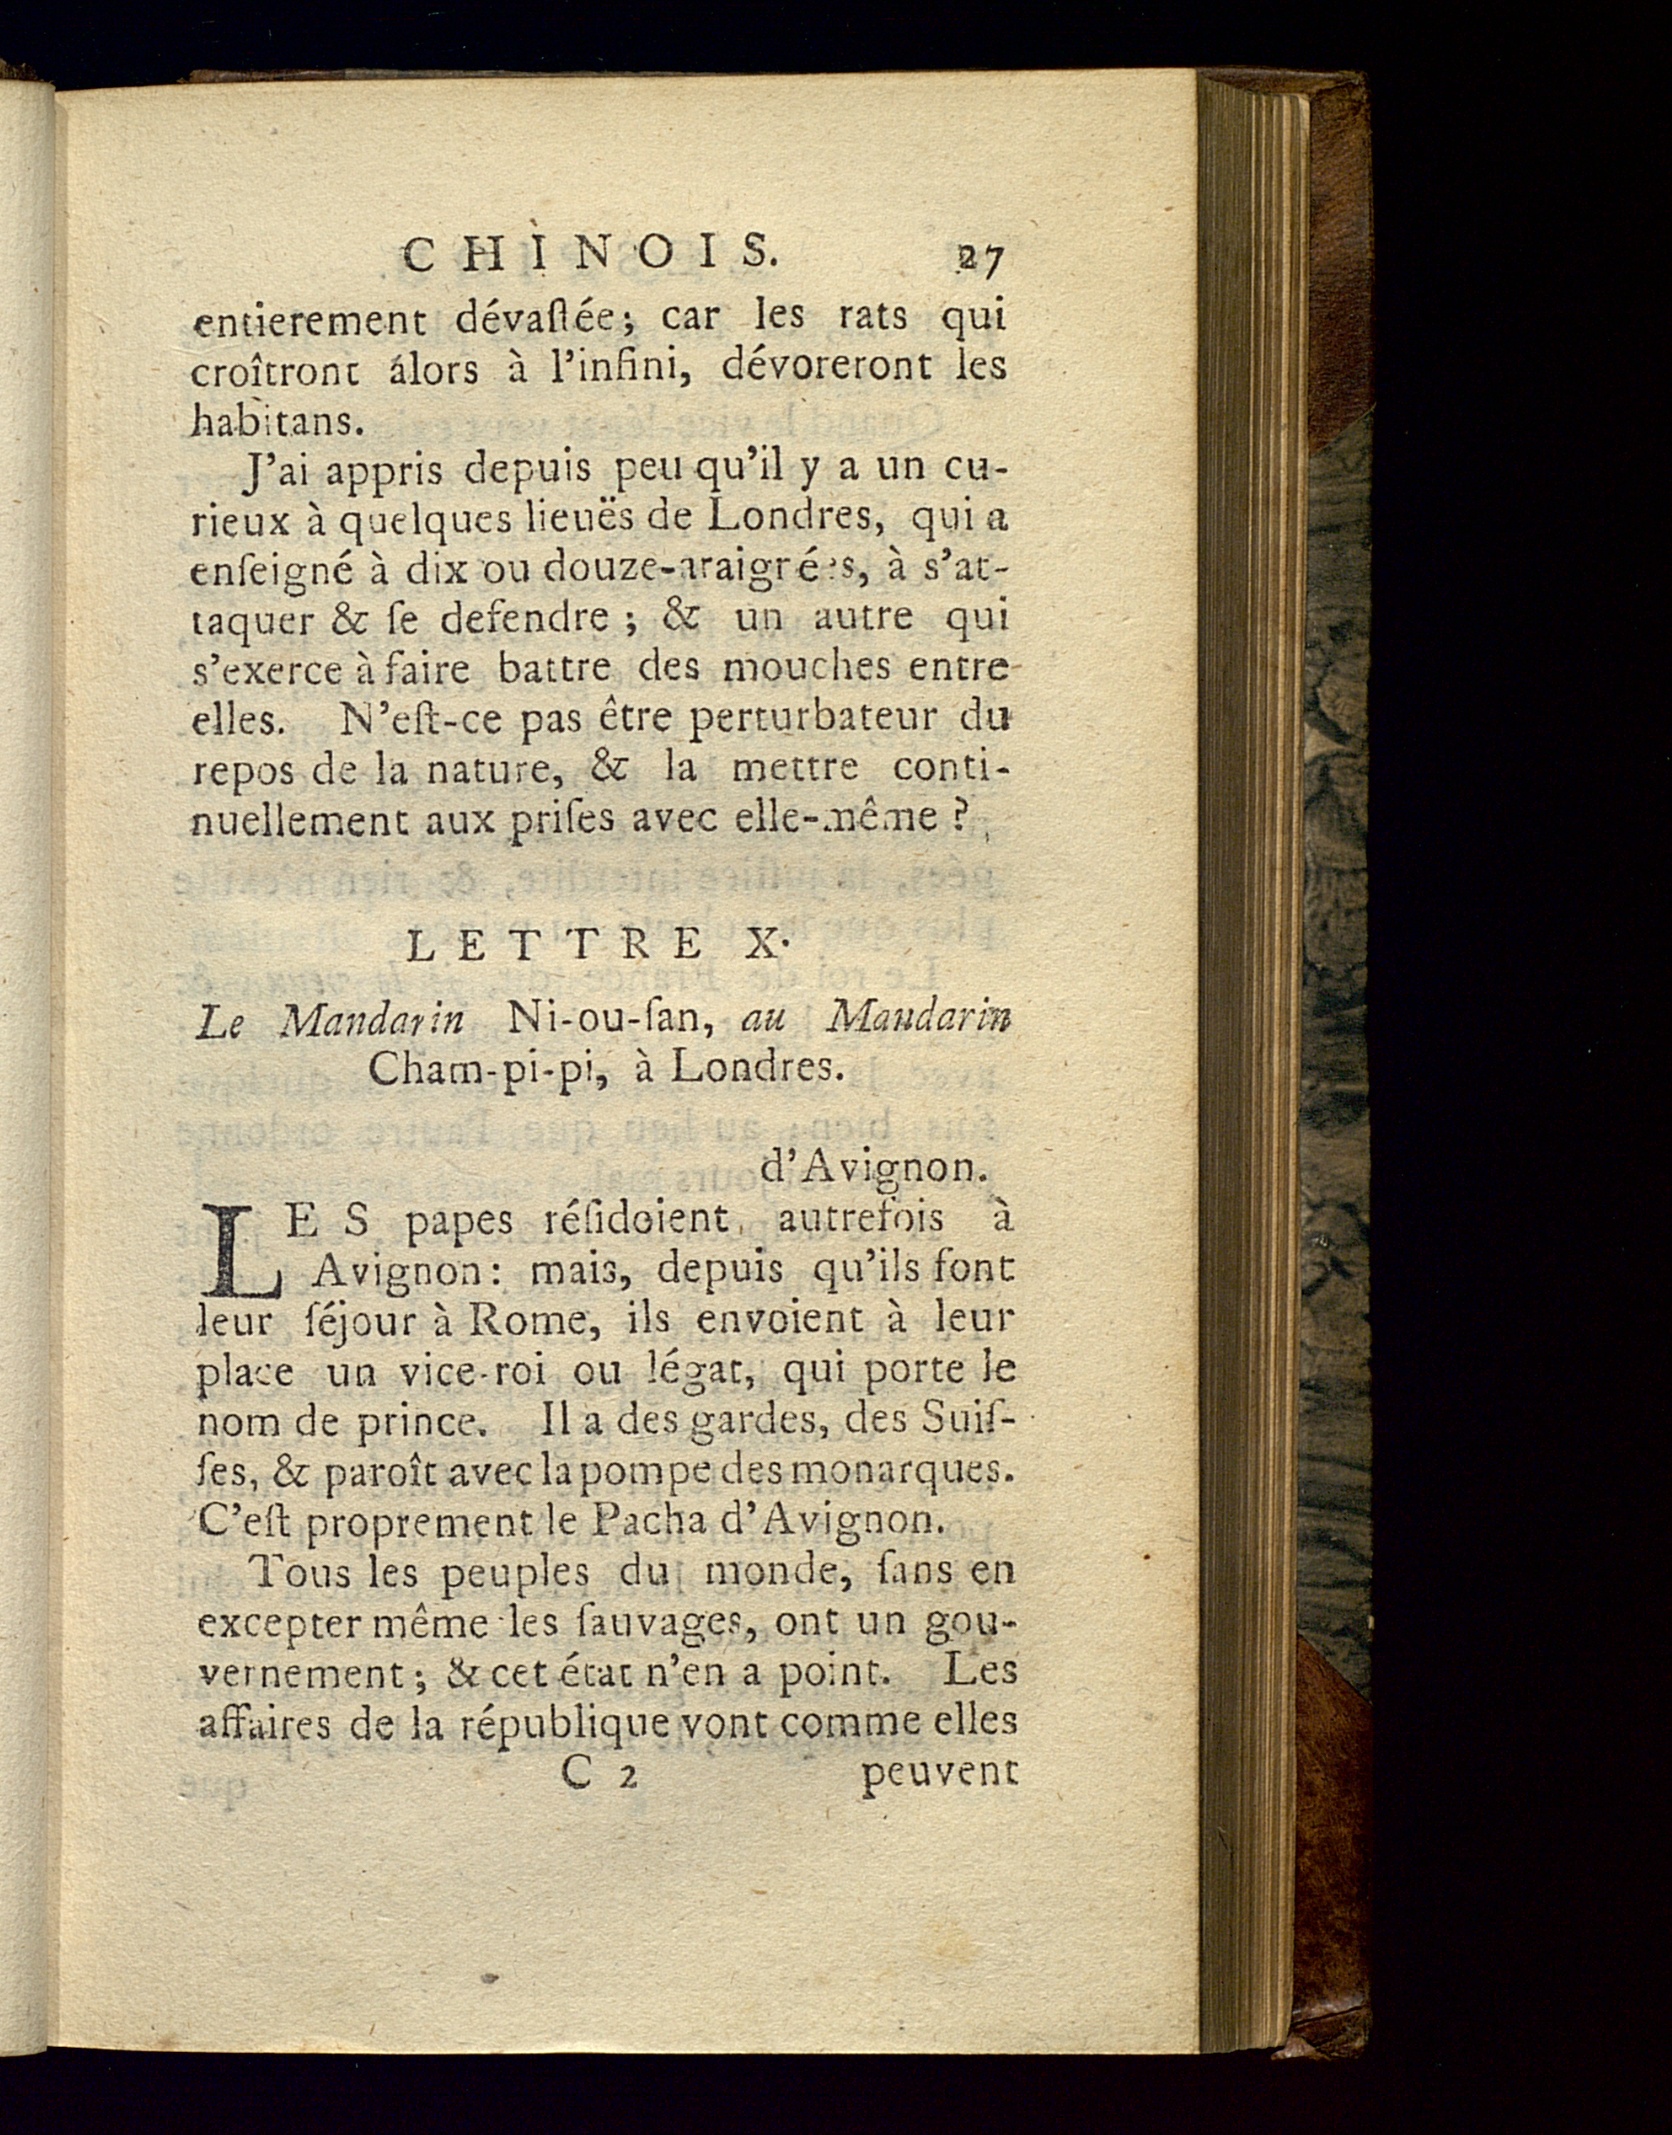 CHINOIS. 27
entierement dévaſtée; car les rats qui
croîtront alors à l'infini, dévoreront les
habitans.
J'ai appris depuis peu qu'il y a un cu-
rieux à quelques lieuës de Londres, qui a
enſeigné à dix ou douze araignées, à s'at-
taquer & ſe defendre ; & un autre qui
s'exerce à faire battre des mouches entre
elles. N'eſt-ce pas être perturbateur du
repos de la nature, & la mettre conti-
nuellement aux priſes avec elle-même ?
LETTRE X.
Le Mandarin Ni-ou-ſan, au Mandarin
Cham-pi-pi, à Londres.
d'Avignon.
LES papes réſidoient autrefois à
Avignon: mais, depuis qu'ils font
leur ſéjour à Rome, ils envoient à leur
place un vice-roi ou légat, qui porte le
nom de prince. Il a des gardes, des Suiſ-
ſes, & paroît avec la pompe des monarques.
C'eſt proprement le Pacha d'Avignon.
Tous les peuples du monde, ſans en
excepter même les ſauvages, ont un gou-
vernement ; & cet état n'en a point. Les
affaires de la république vont comme elles
C 2 peuvent